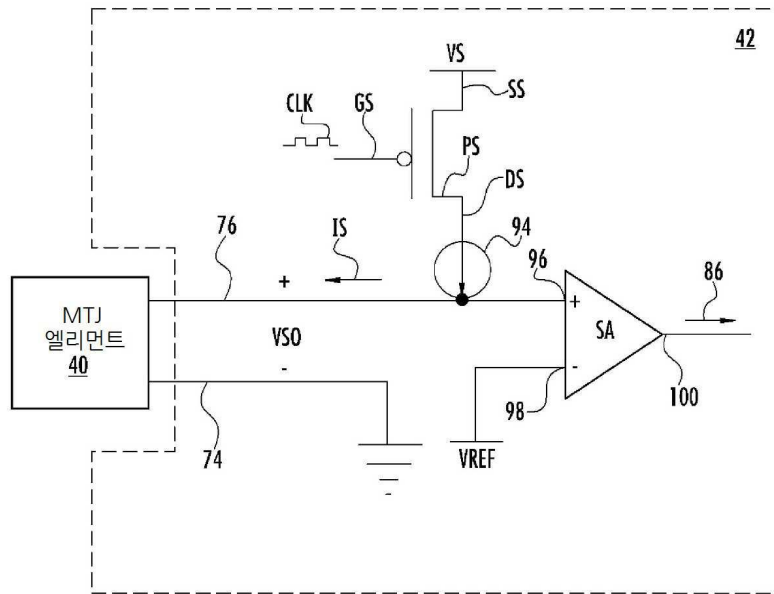 42
VS
SS
CLK
GS
PS
DS
76
IS
94
96
86
+
+
MTJ
엘리먼트
40
VSO
SA
-
-
98
100
74
VREF